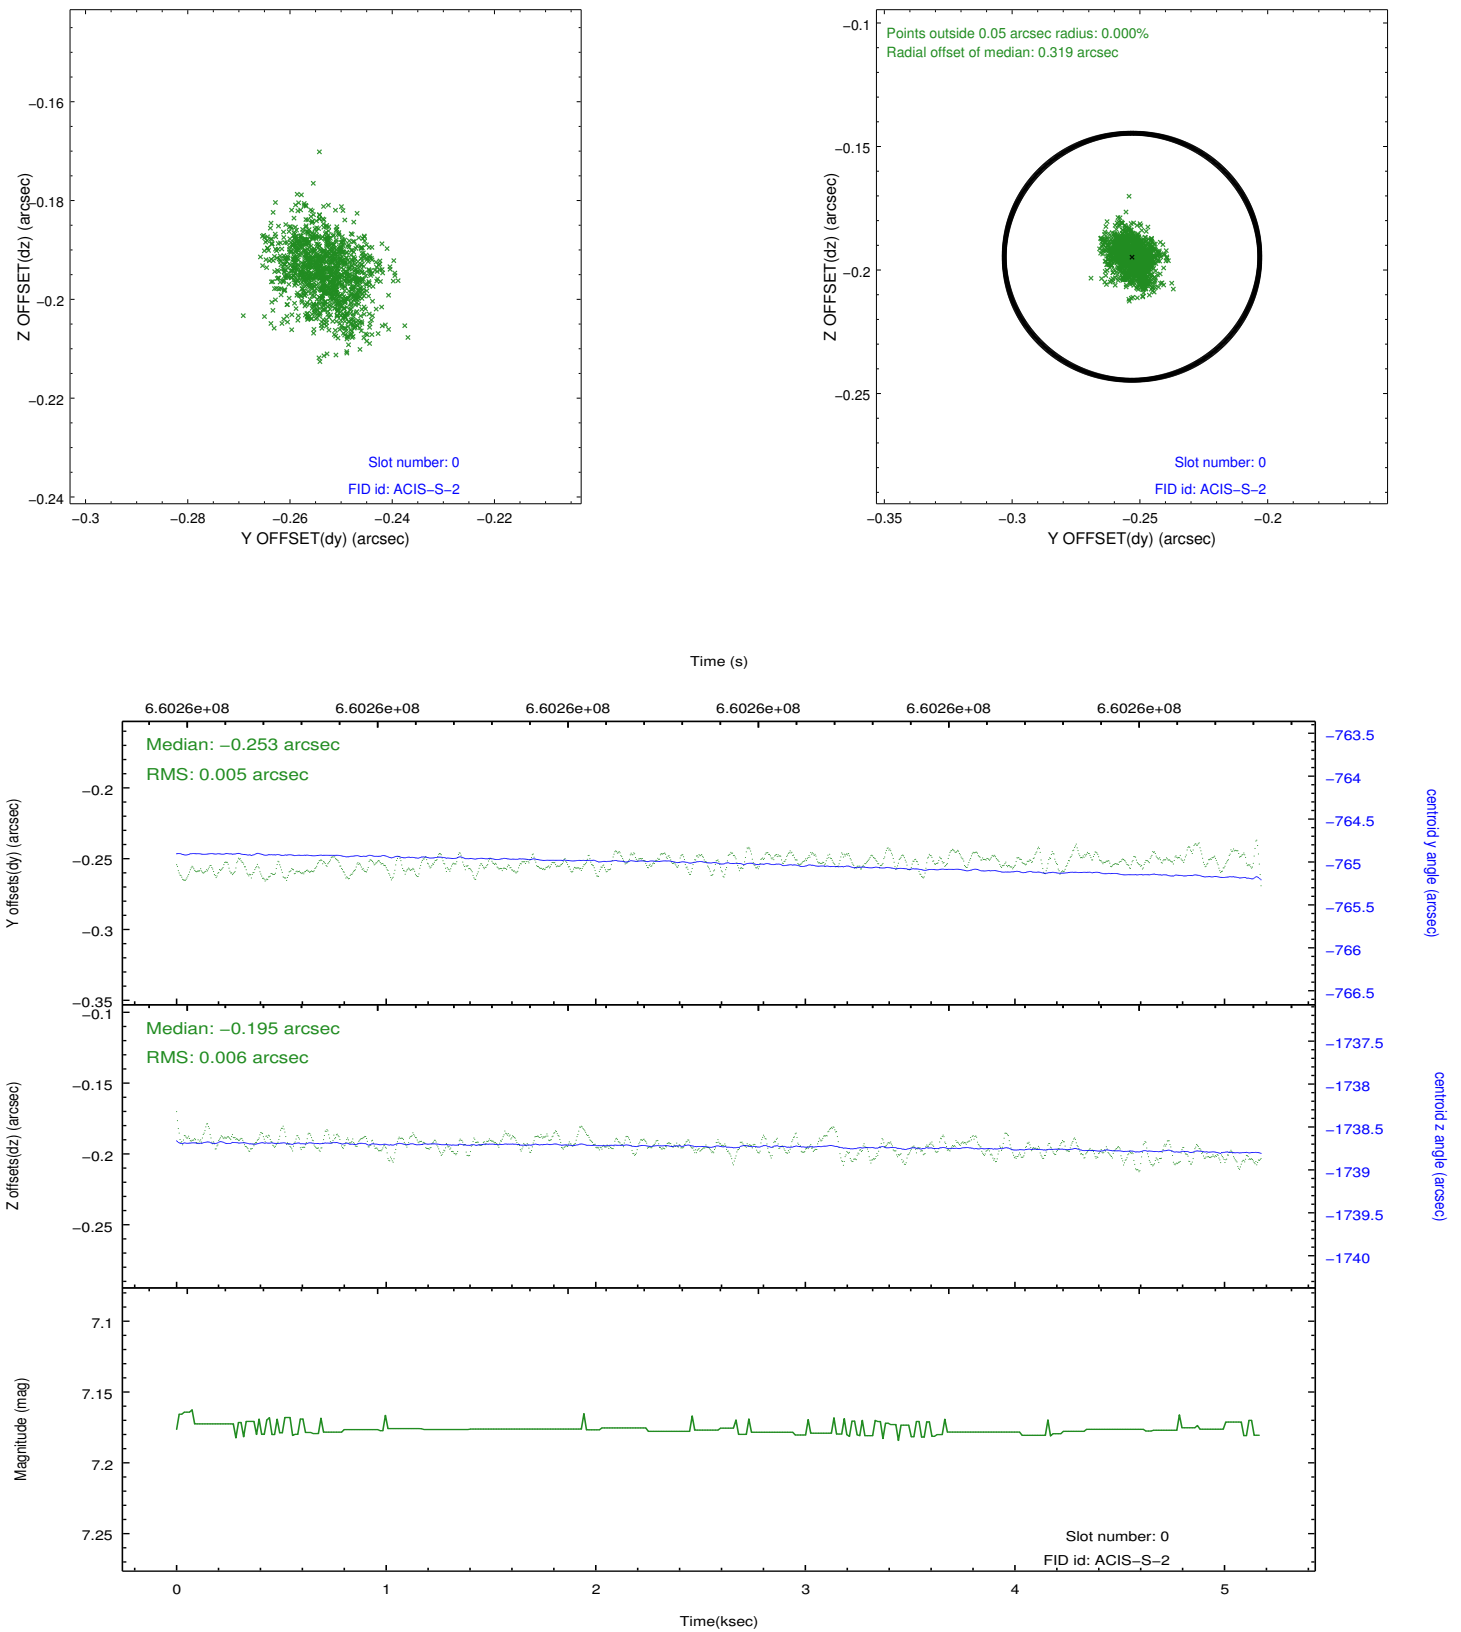 −0.16
−0.18
−0.2
−0.22
−0.24
Z OFFSET(dz) (arcsec)
Slot number: 0
FID id: ACIS−S−2
−0.3
−0.28
−0.26
−0.24
−0.22
Y OFFSET(dy) (arcsec)
Points outside 0.05 arcsec radius: 0.000%
Radial offset of median: 0.319 arcsec
−0.1
−0.15
−0.2
−0.25
Z OFFSET(dz) (arcsec)
Slot number: 0
FID id: ACIS−S−2
−0.35
−0.3
−0.25
−0.2
Y OFFSET(dy) (arcsec)
Time (s)
6.6026e+08
6.6026e+08
6.6026e+08
6.6026e+08
6.6026e+08
6.6026e+08
Median: −0.253 arcsec
RMS: 0.005 arcsec
−0.2
−0.25
−0.3
−0.35
Y offsets(dy) (arcsec)
−763.5
−764
−764.5
−765
−765.5
−766
−766.5
centroid y angle (arcsec)
Median: −0.195 arcsec
RMS: 0.006 arcsec
−0.1
−0.15
−0.2
−0.25
Z offsets(dz) (arcsec)
−1737.5
−1738
−1738.5
−1739
−1739.5
−1740
centroid z angle (arcsec)
7.1
7.15
7.2
7.25
Magnitude (mag)
Slot number: 0
FID id: ACIS−S−2
0
1
2
3
4
5
Time(ksec)